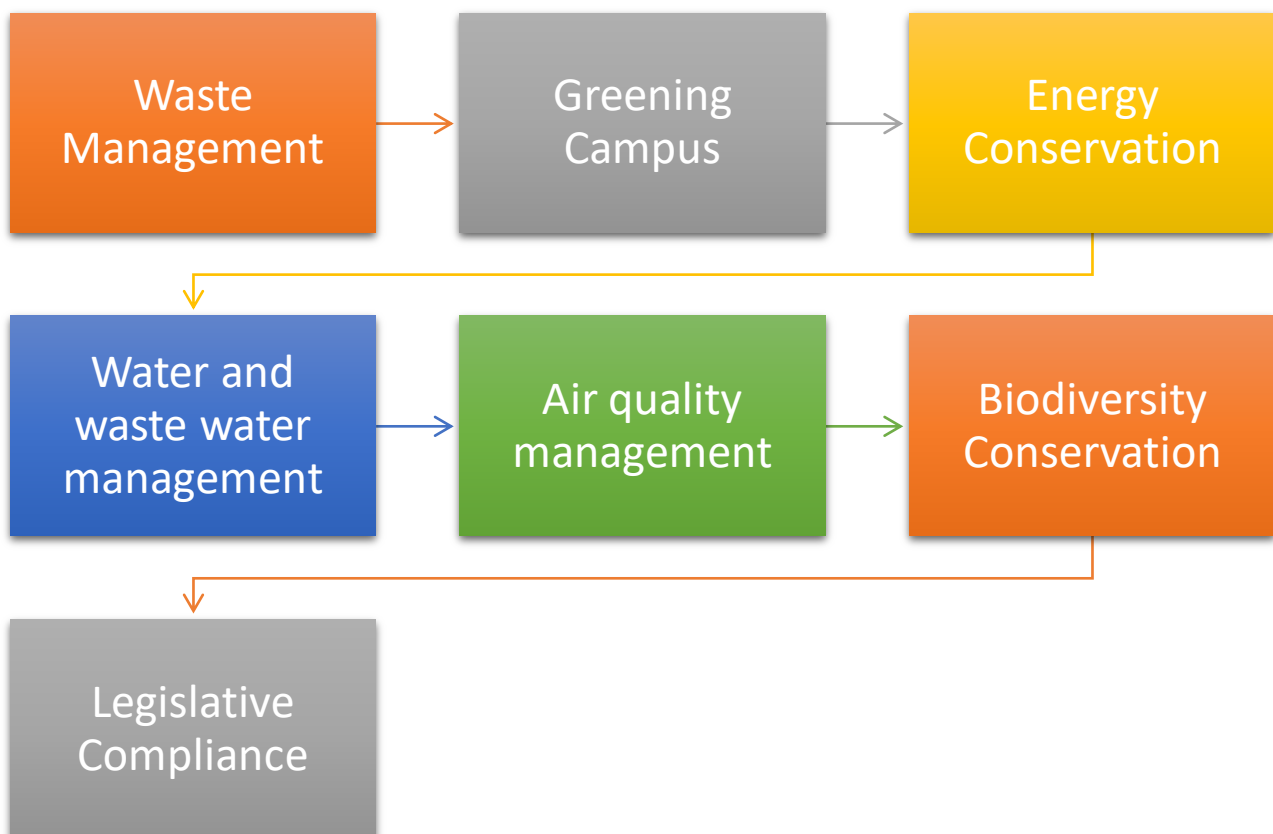 Waste
Management
Greening
Campus
Energy
Conservation
Water and
waste water
management
Air quality
management
Biodiversity
Conservation
Legislative
Compliance